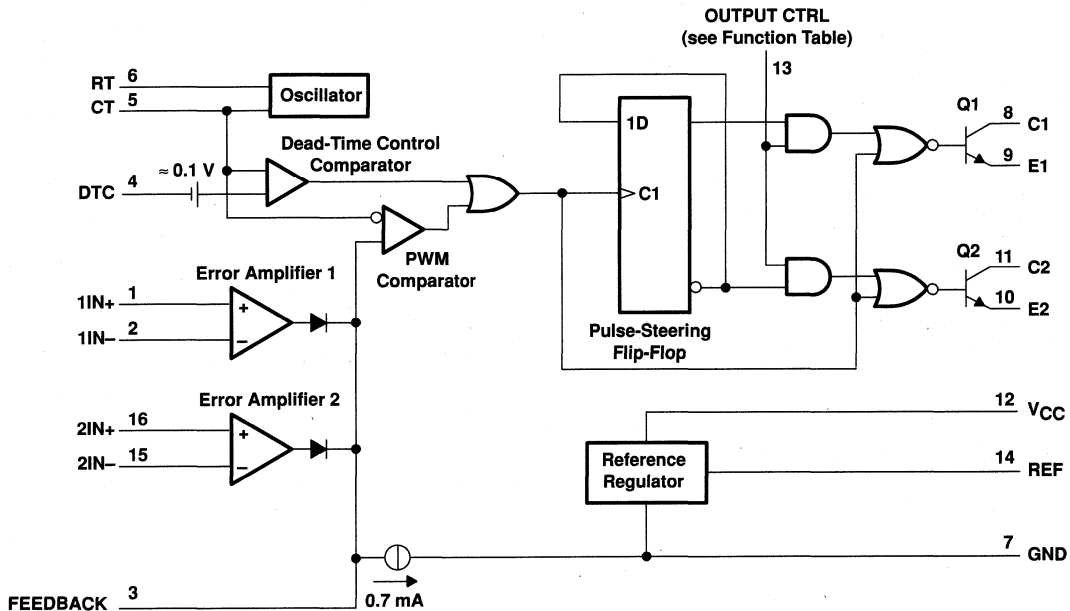 OUTPUT CTRL
(see Function Table)
13
RT 6
CT 5
Oscillator
Dead-Time Control
Comparator
≈ 0.1 V
DTC 4
1D
C1
Q1
8 C1
9 E1
PWM
Comparator
Error Amplifier 1
1IN+ 1
+
1IN– 2
–
Pulse-Steering
Flip-Flop
Q2
11 C2
10 E2
Error Amplifier 2
2IN+ 16
+
2IN– 15
–
12 VCC
Reference
Regulator
14 REF
7 GND
0.7 mA
FEEDBACK 3